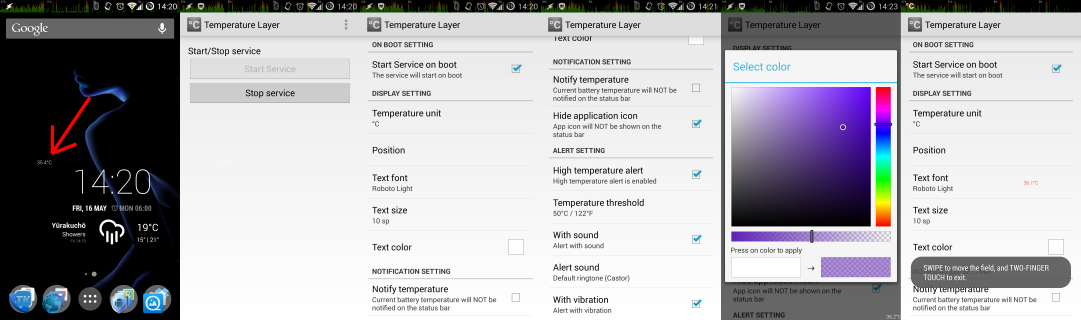 14:20
Google
36.4°C
14:20
FRI, 16 MAY MON 06:00
Yūrakuchō
Showers
Fri 14:13
19°C
15° | 21°
14:20
°C Temperature Layer
Start/Stop service
Start Service
Stop service
14:20
°C Temperature Layer
ON BOOT SETTING
Start Service on boot
The service will start on boot
DISPLAY SETTING
Temperature unit
°C
Position
Text font
Roboto Light
Text size
10 sp
Text color
NOTIFICATION SETTING
Notify temperature
Current battery temperature will NOT be
notified on the status bar
14:21
°C Temperature Layer
Text color
NOTIFICATION SETTING
Notify temperature
Current battery temperature will NOT be
notified on the status bar
Hide application icon
App icon will NOT be shown on the
status bar
ALERT SETTING
High temperature alert
High temperature alert is enabled
Temperature threshold
50°C / 122°F
With sound
Alert with sound
Alert sound
Default ringtone (Castor)
With vibration
Alert with vibration
14:23
°C Temperature Layer
DISPLAY SETTING
Select color
Press on color to apply
→
App icon will NOT be shown on the
status bar
ALERT SETTING
36.2°C
°C Temperature Layer
ON BOOT SETTING
Start Service on boot
The service will start on boot
DISPLAY SETTING
Temperature unit
°C
Position
Text font
Roboto Light
36.1°C
Text size
10 sp
Text color
SWIPE to move the field, and TWO-FINGER
TOUCH to exit.
Notify temperature
Current battery temperature will NOT be
notified on the status bar